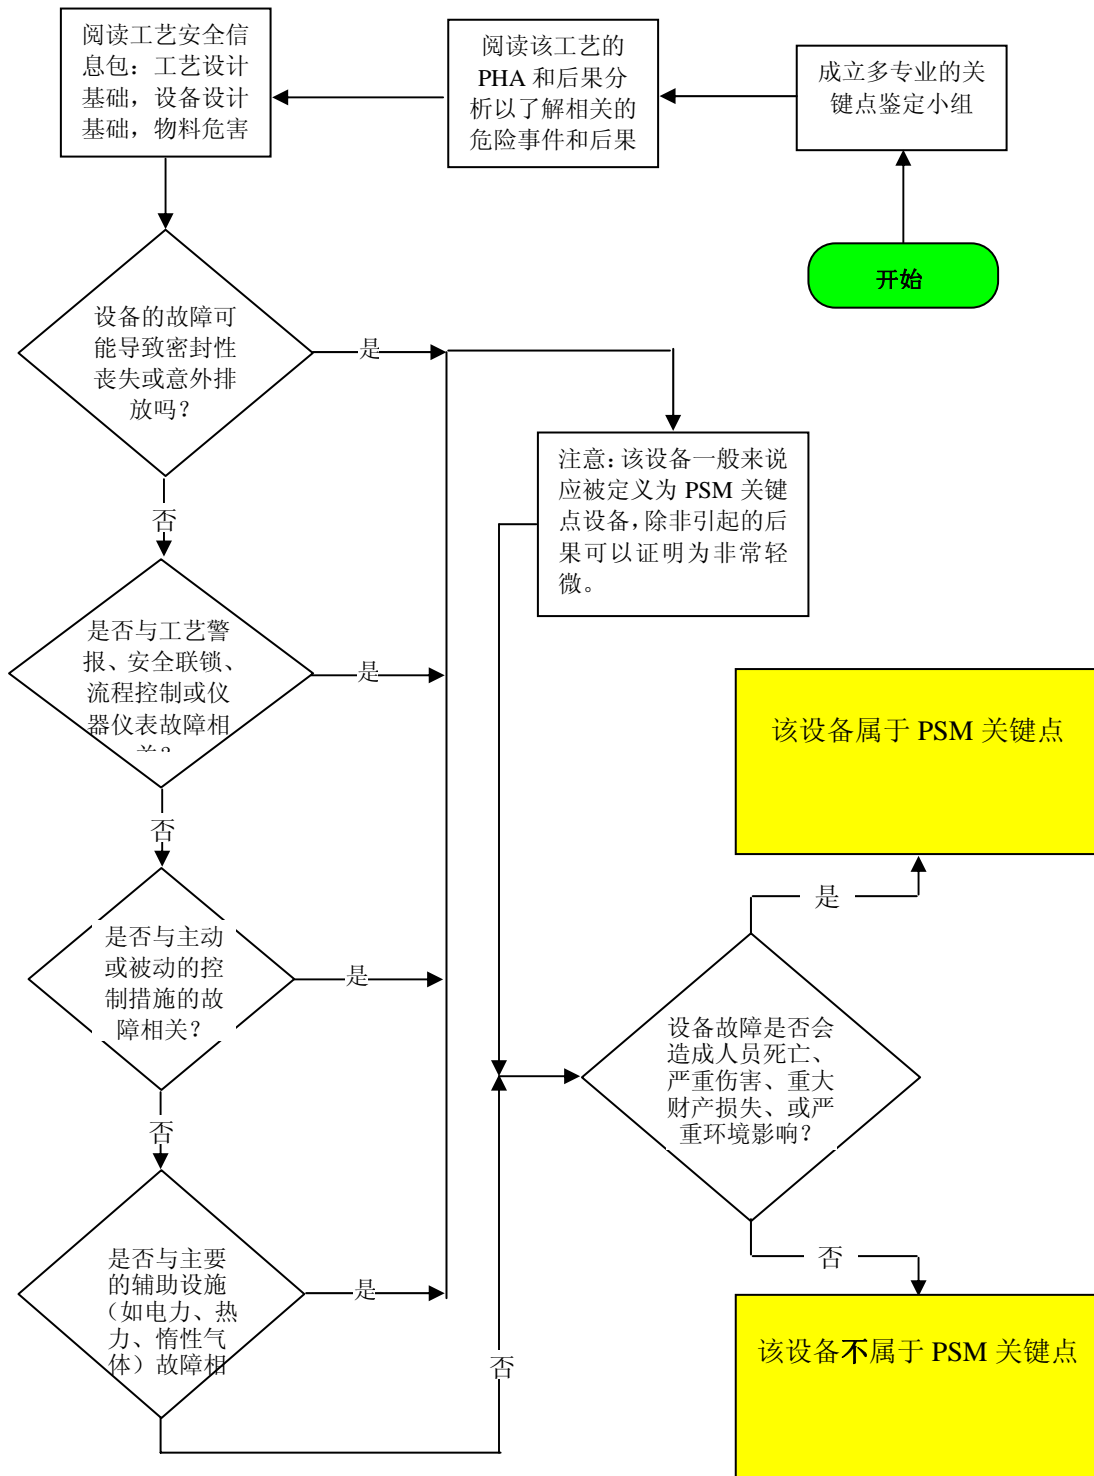 阅读工艺安全信
息包：工艺设计
基础，设备设计
基础，物料危害
阅读该工艺的
PHA 和后果分
析以了解相关的
危险事件和后果
成立多专业的关
键点鉴定小组
开始
设备的故障可
能导致密封性
丧失或意外排
放吗？
是
否
注意：该设备一般来说
应被定义为 PSM 关键
点设备，除非引起的后
果可以证明为非常轻
微。
是否与工艺警
报、安全联锁、
流程控制或仪
器仪表故障相
关？
是
否
该设备属于 PSM 关键点
是
是否与主动
或被动的控
制措施的故
障相关？
是
否
设备故障是否会
造成人员死亡、
严重伤害、重大
财产损失、或严
重环境影响？
否
是否与主要
的辅助设施
（如电力、热
力、惰性气
体）故障相
是
否
该设备不属于 PSM 关键点